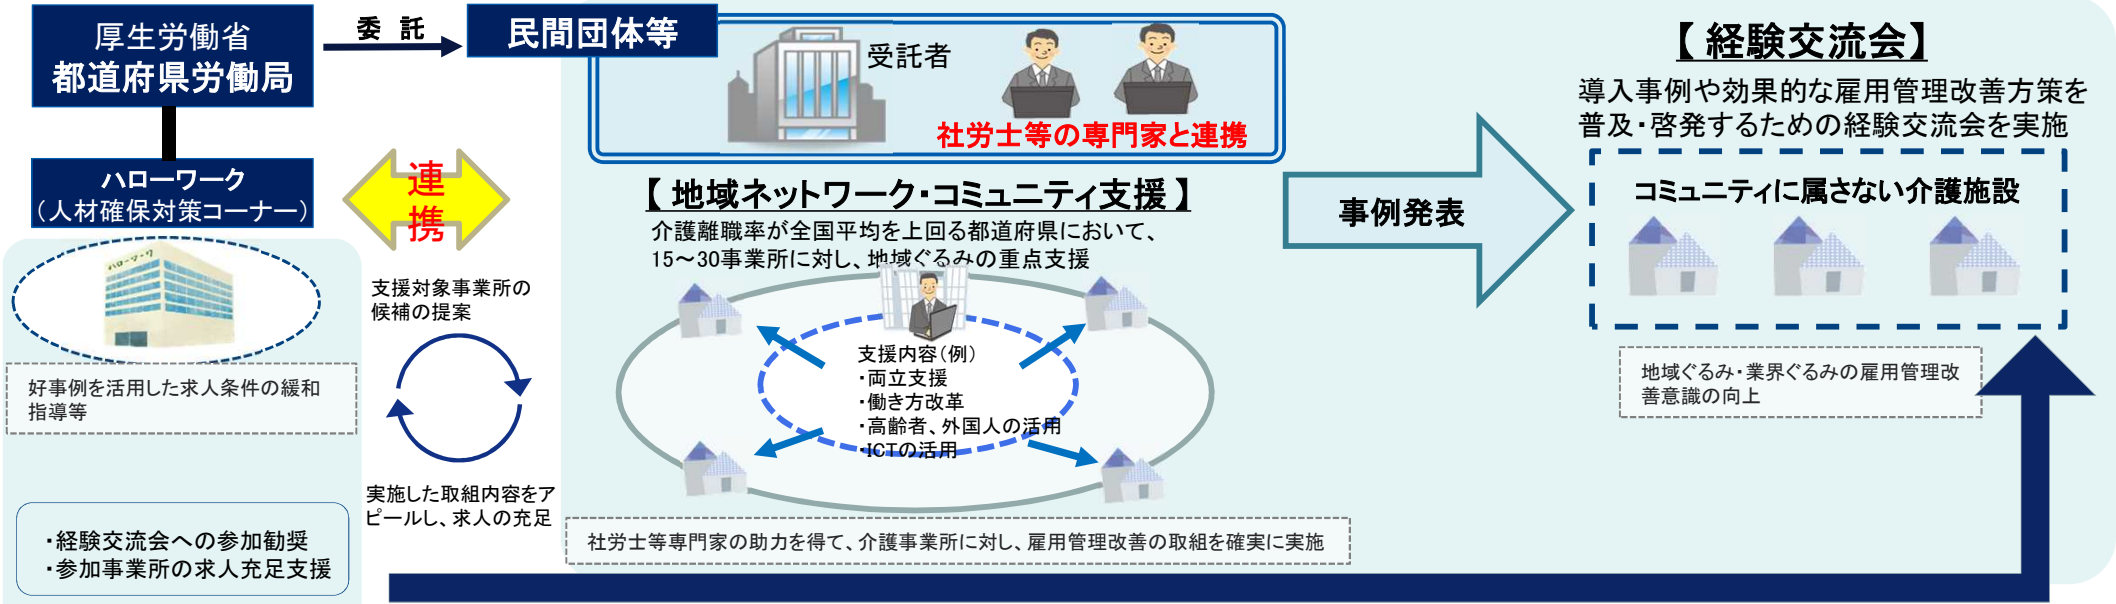 厚生労働省
都道府県労働局
委 託
民間団体等
受託者
社労士等の専門家と連携
ハローワーク
（人材確保対策コーナー）
ハローワーク
好事例を活用した求人条件の緩和
指導等
・経験交流会への参加勧奨
・参加事業所の求人充足支援
連
携
支援対象事業所の
候補の提案
実施した取組内容をア
ピールし、求人の充足
【 地域ネットワーク・コミュニティ支援 】
介護離職率が全国平均を上回る都道府県において、
15～30事業所に対し、地域ぐるみの重点支援
支援内容（例）
・両立支援
・働き方改革
・高齢者、外国人の活用
・ICTの活用
社労士等専門家の助力を得て、介護事業所に対し、雇用管理改善の取組を確実に実施
事例発表
【 経験交流会】
導入事例や効果的な雇用管理改善方策を
普及・啓発するための経験交流会を実施
コミュニティに属さない介護施設
地域ぐるみ・業界ぐるみの雇用管理改
善意識の向上